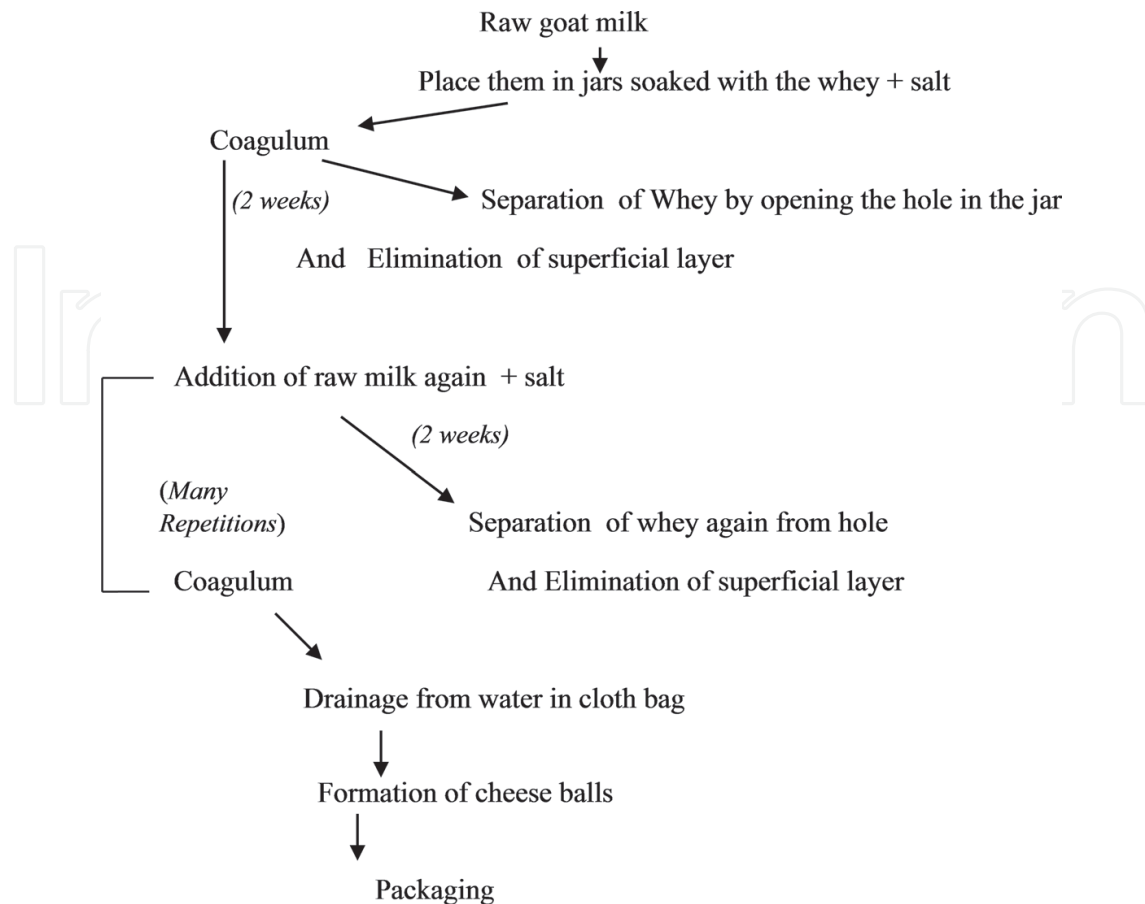 Raw goat milk
Place them in jars soaked with the whey + salt
Coagulum
(2 weeks)
Separation of Whey by opening the hole in the jar
And Elimination of superficial layer
Addition of raw milk again + salt
(2 weeks)
(Many
Repetitions)
Separation of whey again from hole
Coagulum
And Elimination of superficial layer
Drainage from water in cloth bag
Formation of cheese balls
Packaging